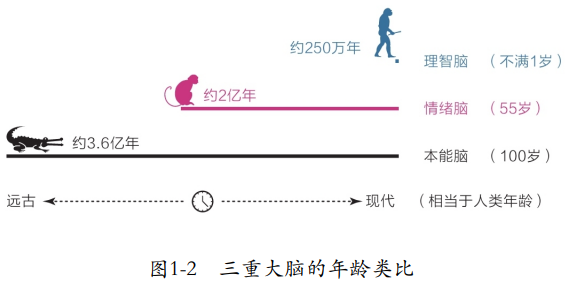 约250万年
理智脑 （不满1岁）
约2亿年
情绪脑 （55岁）
约3.6亿年
本能脑 （100岁）
远古
现代 （相当于人类年龄）
图1-2 三重大脑的年龄类比